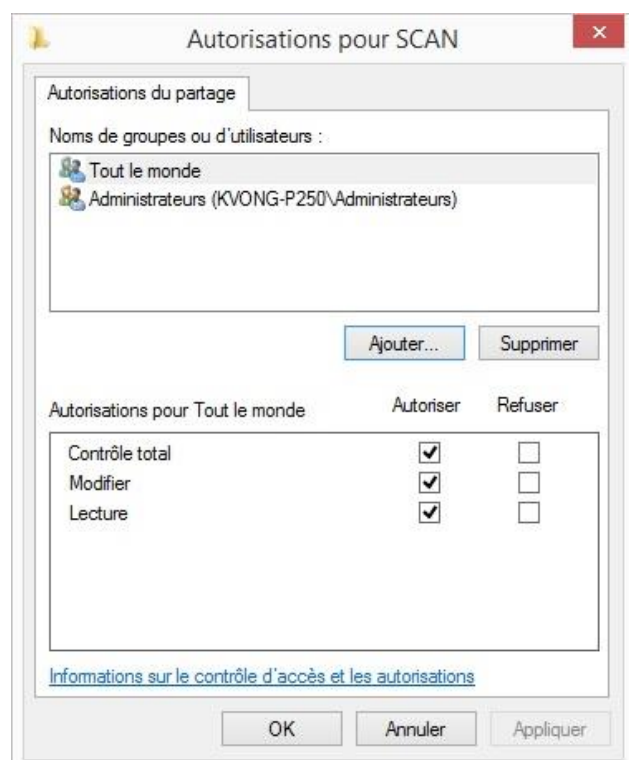 Autorisations pour SCAN
Autorisations du partage
Noms de groupes ou d'utilisateurs :
Tout le monde
Administrateurs (KVONG-P250\Administrateurs)
Ajouter...
Supprimer
Autorisations pour Tout le monde Autoriser Refuser
Contrôle total
Modifier
Lecture
Informations sur le contrôle d'accès et les autorisations
OK
Annuler
Appliquer